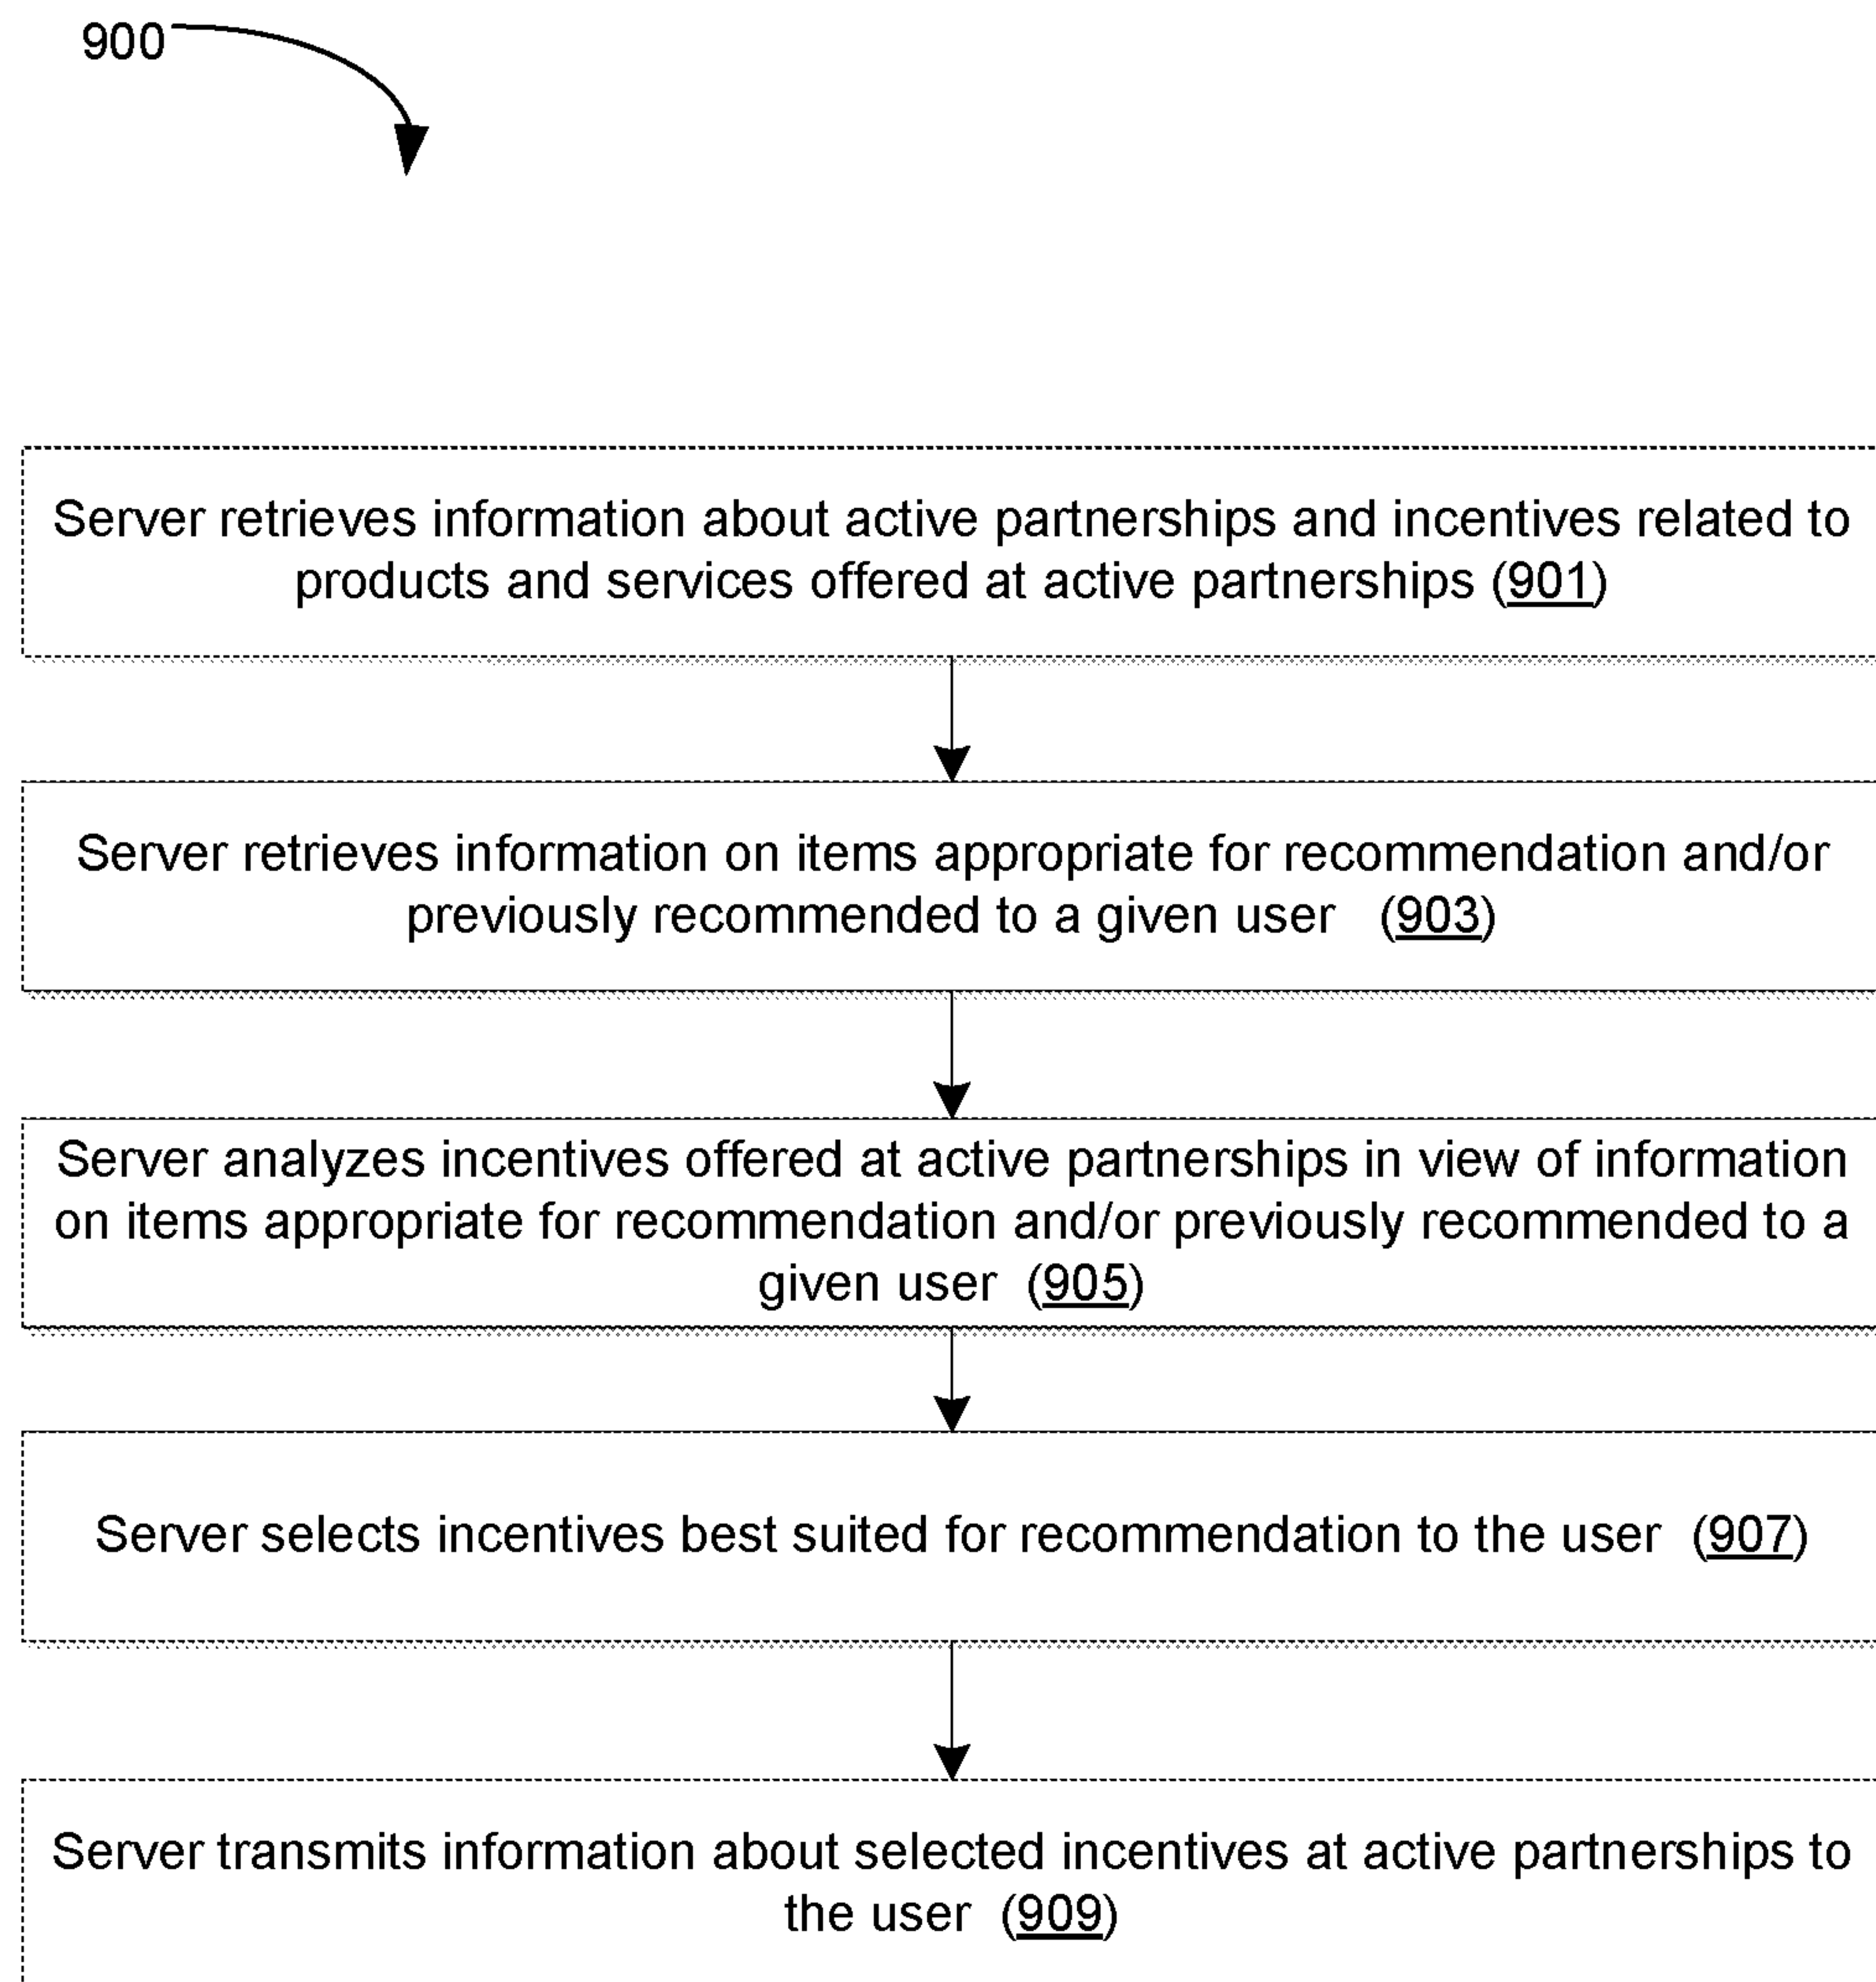 900
Server retrieves information about active partnerships and incentives related to
products and services offered at active partnerships (901)
Server retrieves information on items appropriate for recommendation and/or
previously recommended to a given user (903)
Server analyzes incentives offered at active partnerships in view of information
on items appropriate for recommendation and/or previously recommended to a
given user (905)
Server selects incentives best suited for recommendation to the user (907)
Server transmits information about selected incentives at active partnerships to
the user (909)